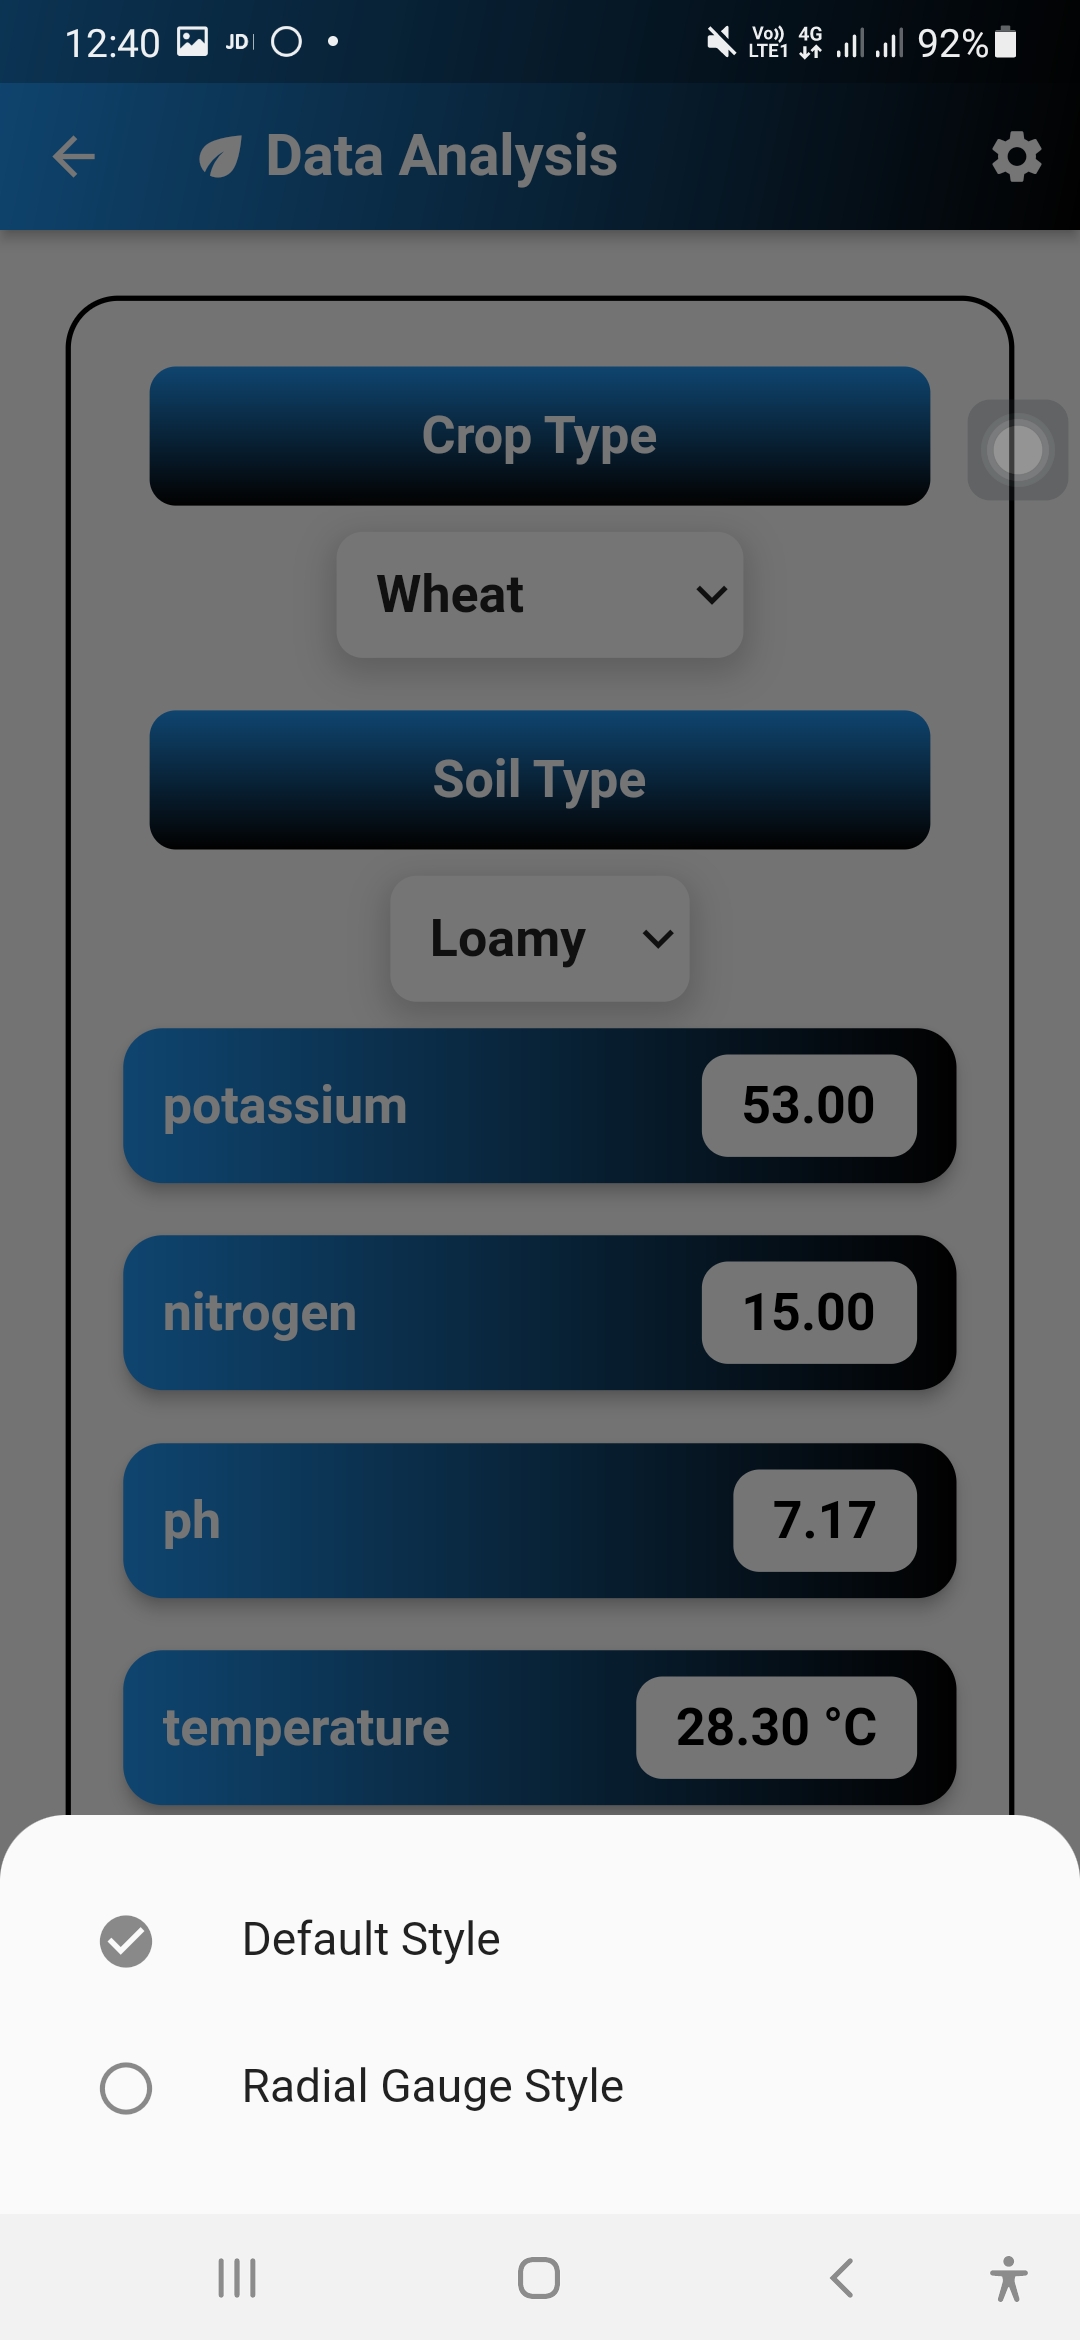 12:40 JD Vo)) LTE1 4G 92%
Data Analysis
Crop Type
Wheat
Soil Type
Loamy
potassium 53.00
nitrogen 15.00
ph 7.17
temperature 28.30 °C
Default Style
Radial Gauge Style